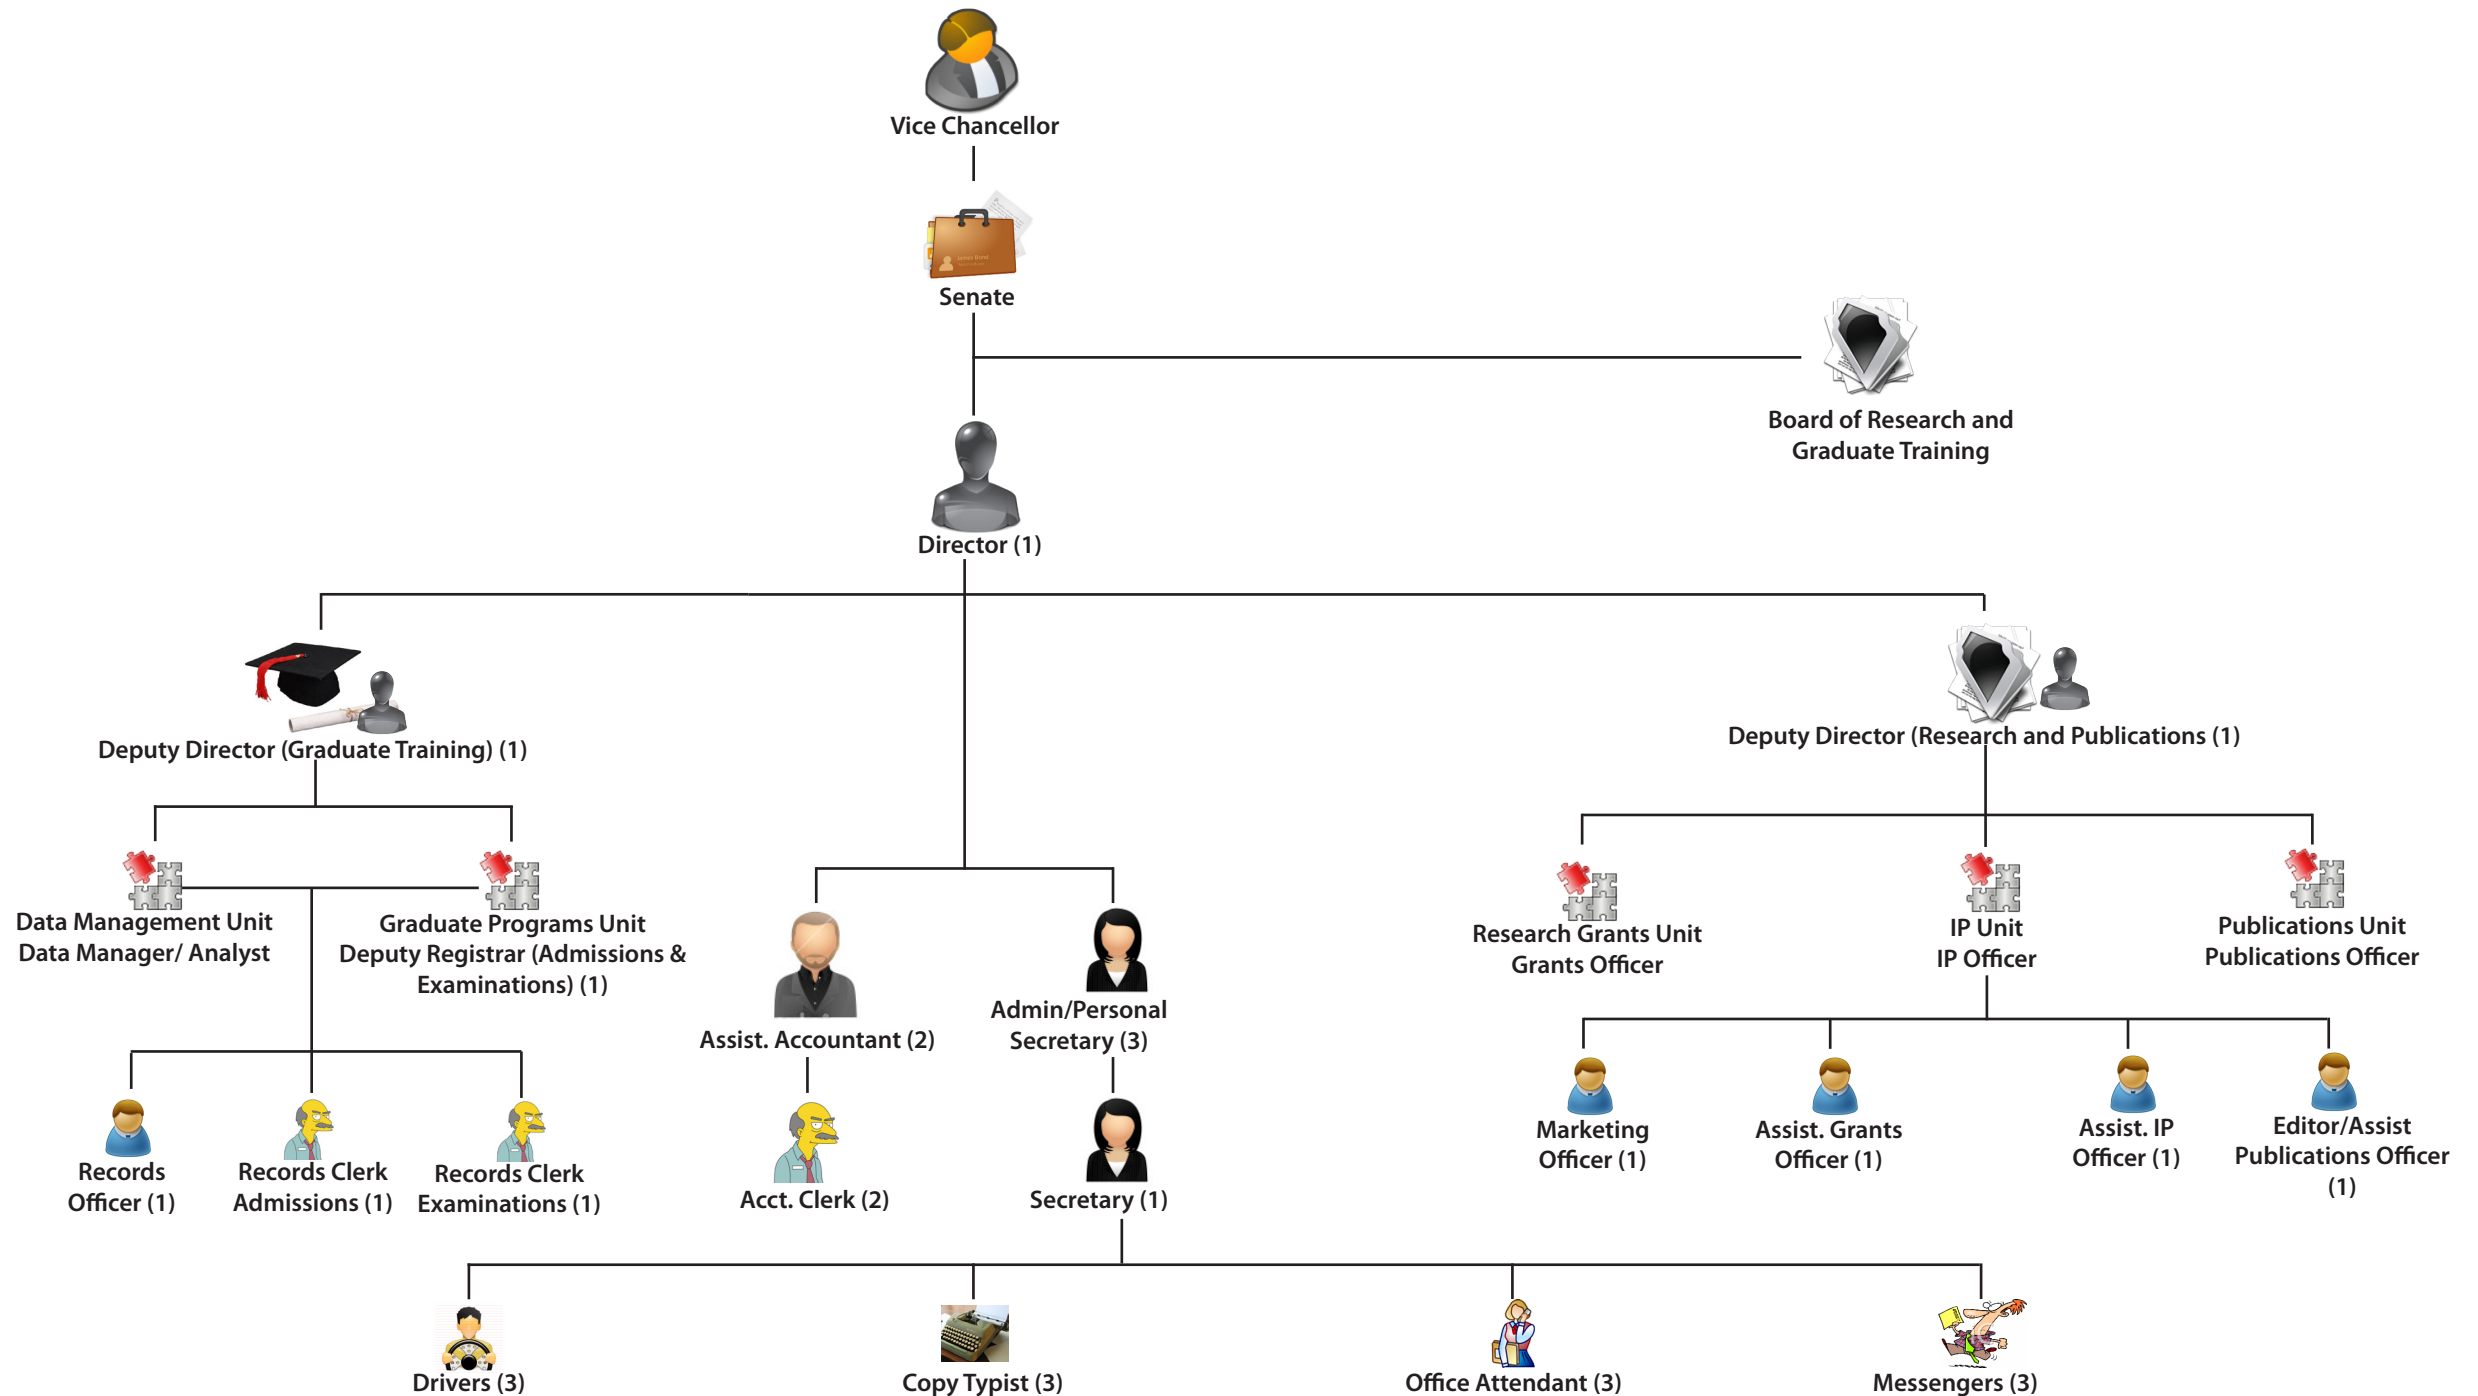 Vice Chancellor
James Bond
Senate
Board of Research and
Graduate Training
Director (1)
Deputy Director (Graduate Training) (1)
Deputy Director (Research and Publications (1)
Data Management Unit
Data Manager/ Analyst
Graduate Programs Unit
Deputy Registrar (Admissions &
Examinations) (1)
Research Grants Unit
Grants Officer
IP Unit
IP Officer
Publications Unit
Publications Officer
Assist. Accountant (2)
Admin/Personal
Secretary (3)
Records
Officer (1)
Records Clerk
Admissions (1)
Records Clerk
Examinations (1)
Acct. Clerk (2)
Secretary (1)
Marketing
Officer (1)
Assist. Grants
Officer (1)
Assist. IP
Officer (1)
Editor/Assist
Publications Officer
(1)
Drivers (3)
Copy Typist (3)
Office Attendant (3)
Messengers (3)